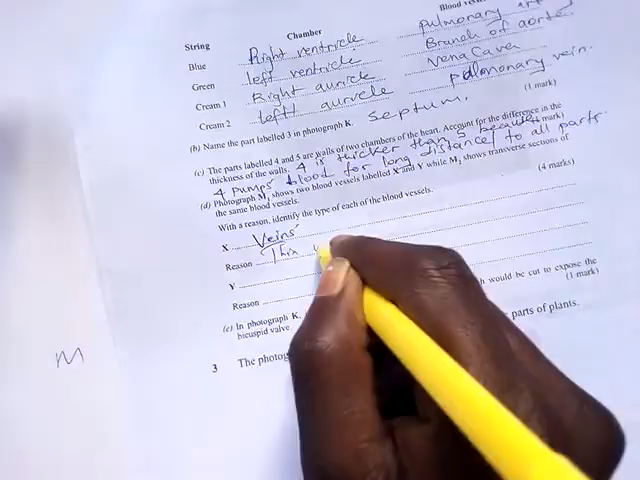 Chamber Blood
String Right ventricle pulmonary
Blue left ventricle Branch of aorta
Green Right auricle venaCava
Cream 1 left auricle pulmonary vein.
Cream 2
(1 mark)
(b) Name the part labelled 3 in photograph K. Septum.
(c) The parts labelled 4 and 5 are walls of two chambers of the heart. Account for the difference in the
thickness of the walls. 4 is thicker than 5 because mark)
4 pumps blood for long distance/ to all parts
(d) Photograph M, shows two blood vessels labelled X and Y while M, shows transverse sections of
the same blood vessels. (4 marks)
With a reason, identify the type of each of the blood vessels.
X Veins
Reason Thin
Y
Reason
(e) In photograph K, h would be cut to expose the
bicuspid valve. (1 mark)
M
3 The photog parts of plants.